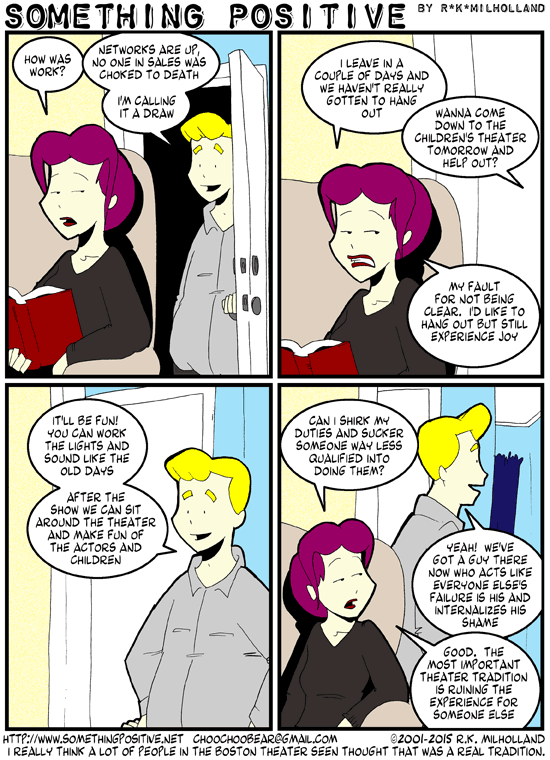 SOMETHING POSITIVE BY R*K*MILHOLLAND
HOW WAS
WORK?
NETWORKS ARE UP,
NO ONE IN SALES WAS
CHOKED TO DEATH
I'M CALLING
IT A DRAW
I LEAVE IN A
COUPLE OF DAYS AND
WE HAVEN'T REALLY
GOTTEN TO HANG
OUT
WANNA COME
DOWN TO THE
CHILDREN'S THEATER
TOMORROW AND
HELP OUT?
MY FAULT
FOR NOT BEING
CLEAR. I'D LIKE TO
HANG OUT BUT STILL
EXPERIENCE JOY
IT'LL BE FUN!
YOU CAN WORK
THE LIGHTS AND
SOUND LIKE THE
OLD DAYS
AFTER THE
SHOW WE CAN SIT
AROUND THE THEATER
AND MAKE FUN OF
THE ACTORS AND
CHILDREN
CAN I SHIRK MY
DUTIES AND SUCKER
SOMEONE WAY LESS
QUALIFIED INTO
DOING THEM?
YEAH! WE'VE
GOT A GUY THERE
NOW WHO ACTS LIKE
EVERYONE ELSE'S
FAILURE IS HIS AND
INTERNALIZES HIS
SHAME
GOOD. THE
MOST IMPORTANT
THEATER TRADITION
IS RUINING THE
EXPERIENCE FOR
SOMEONE ELSE
HTTP://WWW.SOMETHINGPOSITIVE.NET CHOOCHOOBEAR@GMAIL.COM ©2001-2015 R.K. MILHOLLAND
I REALLY THINK A LOT OF PEOPLE IN THE BOSTON THEATER SEEN THOUGHT THAT WAS A REAL TRADITION.